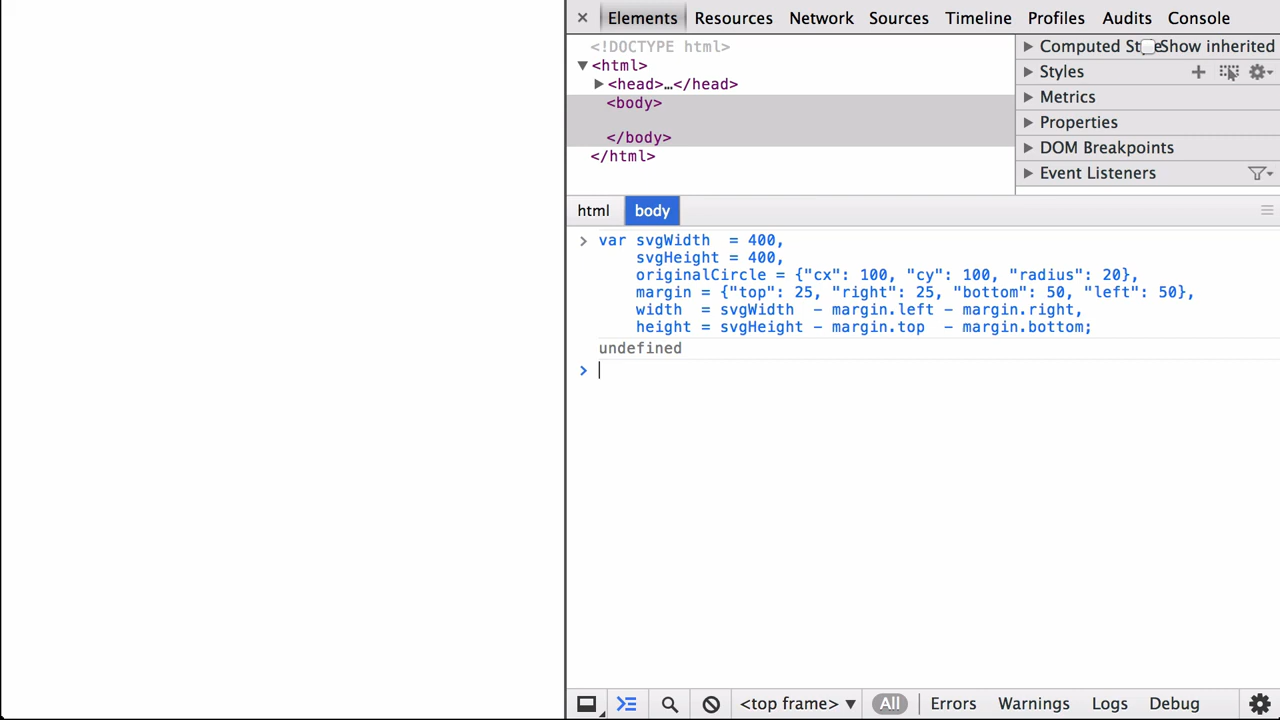 × Elements Resources Network Sources Timeline Profiles Audits Console
<!DOCTYPE html>
▼<html>
▶<head>…</head>
<body>
</body>
</html>
▶ Computed Style Show inherited
▶ Styles
▶ Metrics
▶ Properties
▶ DOM Breakpoints
▶ Event Listeners
html body
> var svgWidth  = 400,
svgHeight = 400,
originalCircle = {"cx": 100, "cy": 100, "radius": 20},
margin = {"top": 25, "right": 25, "bottom": 50, "left": 50},
width  = svgWidth  - margin.left - margin.right,
height = svgHeight - margin.top  - margin.bottom;
undefined
>
<top frame> ▼ All Errors Warnings Logs Debug